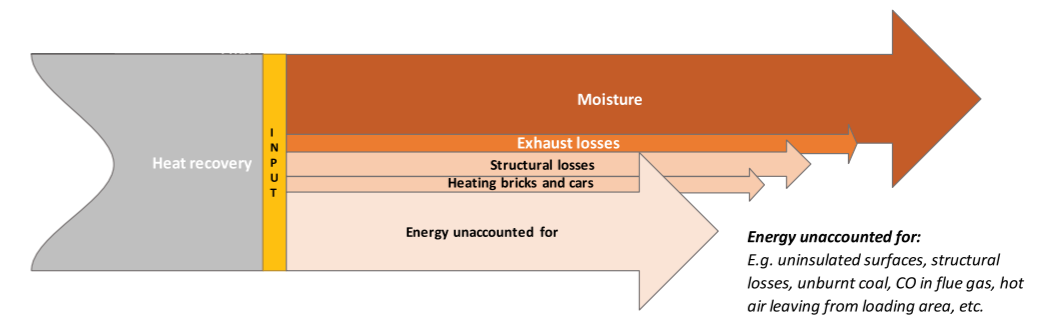 Moisture
Exhaust losses
Heat recovery
INPUT
Structural losses
Heating bricks and cars
Energy unaccounted for
Energy unaccounted for:
E.g. uninsulated surfaces, structural
losses, unburnt coal, CO in flue gas, hot
air leaving from loading area, etc.